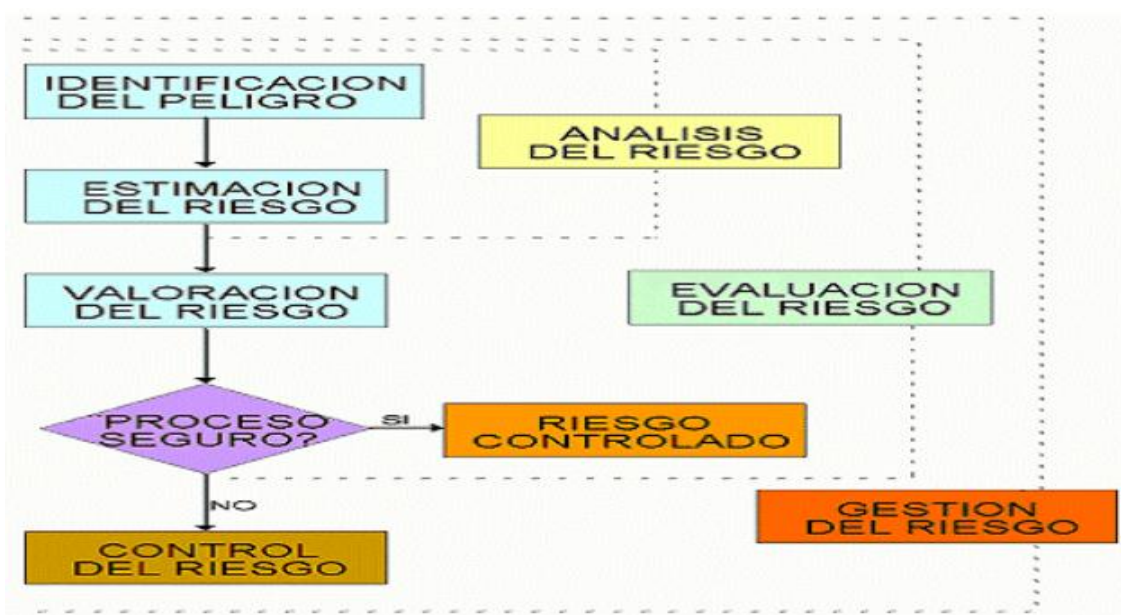 IDENTIFICACION
DEL PELIGRO
ANALISIS
DEL RIESGO
ESTIMACION
DEL RIESGO
VALORACION
DEL RIESGO
EVALUACION
DEL RIESGO
¨PROCESO
SEGURO?
SI
RIESGO
CONTROLADO
NO
GESTION
DEL RIESGO
CONTROL
DEL RIESGO